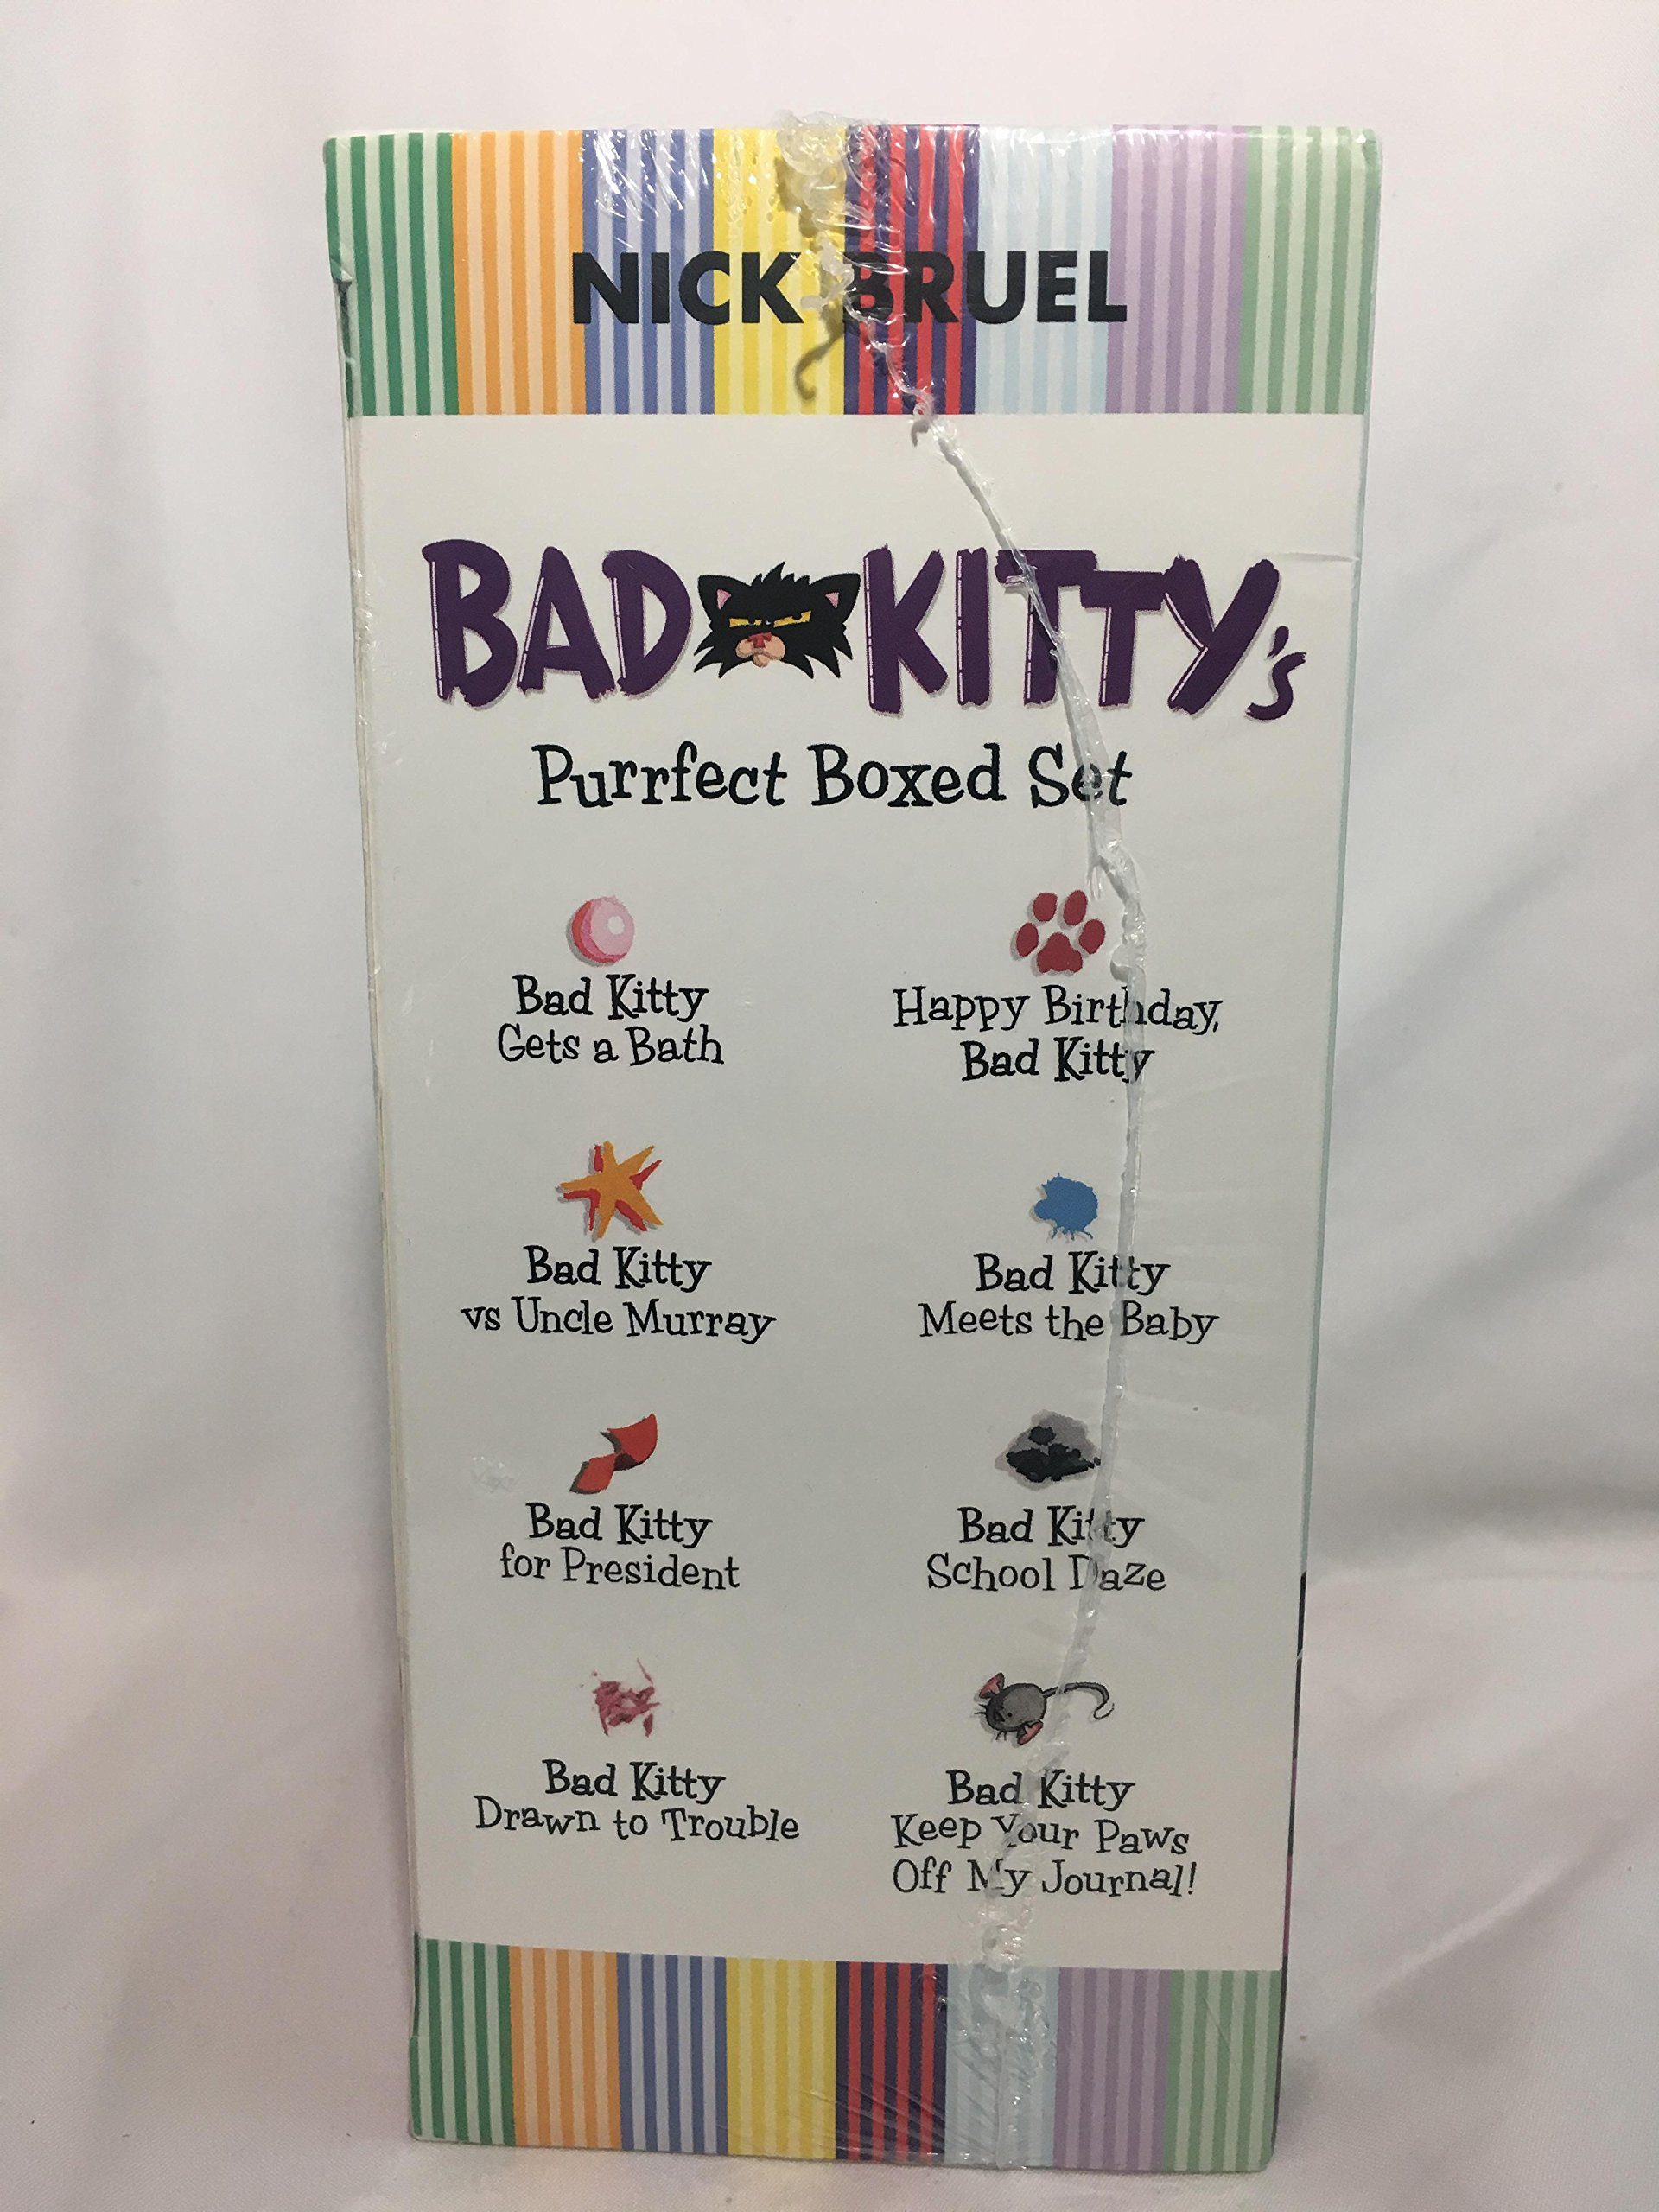 NICK BRUEL
BAD KITTY's
Purrfect Boxed Set
Bad Kitty
Gets a Bath
Happy Birthday,
Bad Kitty
Bad Kitty
vs Uncle Murray
Bad Kitty
Meets the Baby
Bad Kitty
for President
Bad Kitty
School Daze
Bad Kitty
Drawn to Trouble
Bad Kitty
Keep Your Paws
Off My Journal!